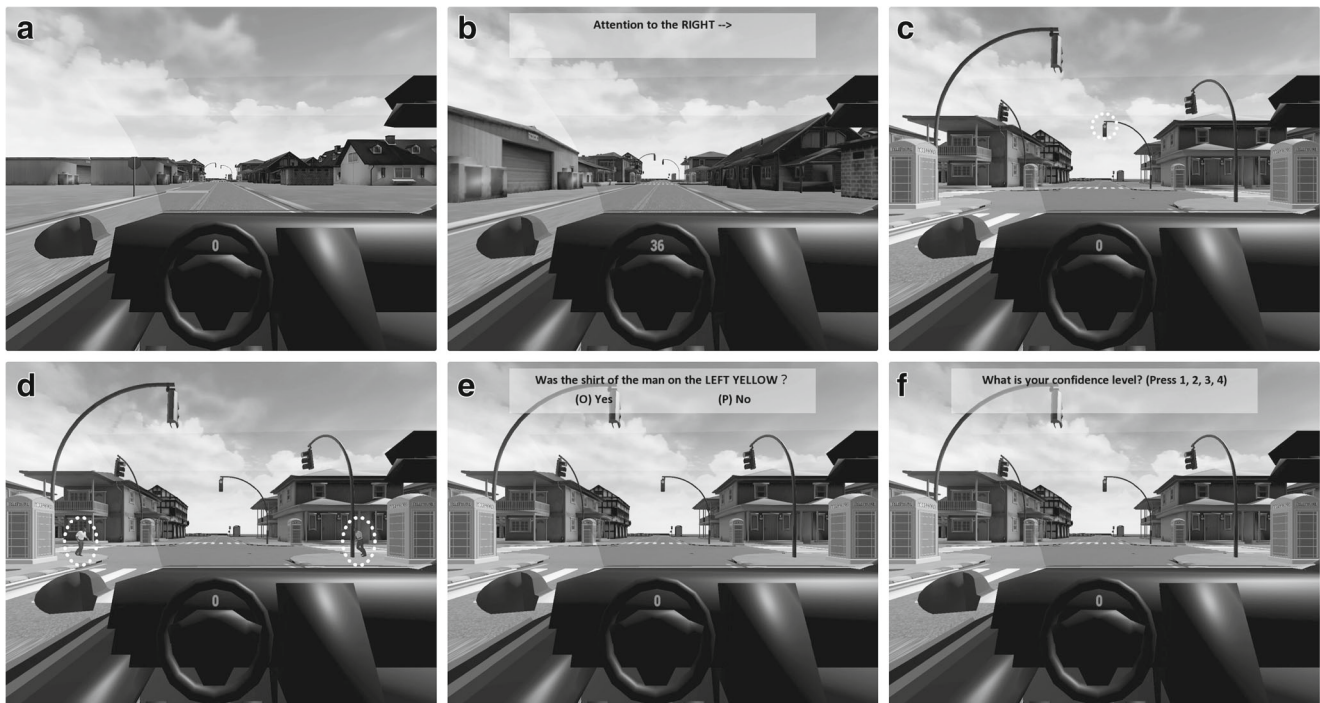 a
0
b
Attention to the RIGHT -->
36
c
0
d
0
e
Was the shirt of the man on the LEFT YELLOW ?
(O) Yes (P) No
0
f
What is your confidence level? (Press 1, 2, 3, 4)
0